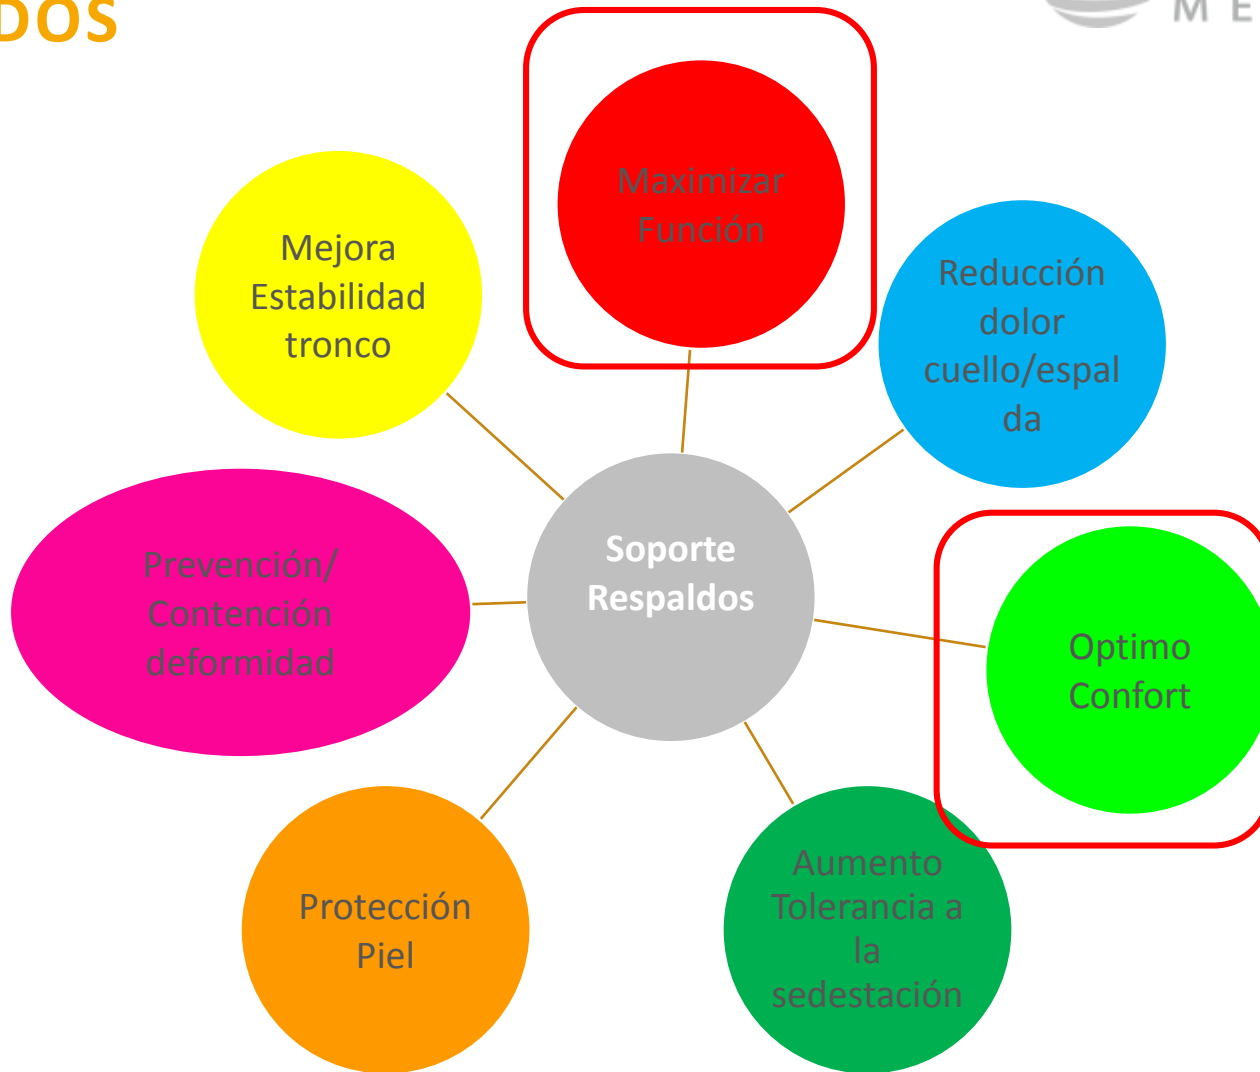 DOS
ME
Maximizar
Función
Mejora
Estabilidad
tronco
Reducción
dolor
cuello/espal
da
Soporte
Respaldos
Prevención/
Contención
deformidad
Optimo
Confort
Protección
Piel
Aumento
Tolerancia a
la
sedestación